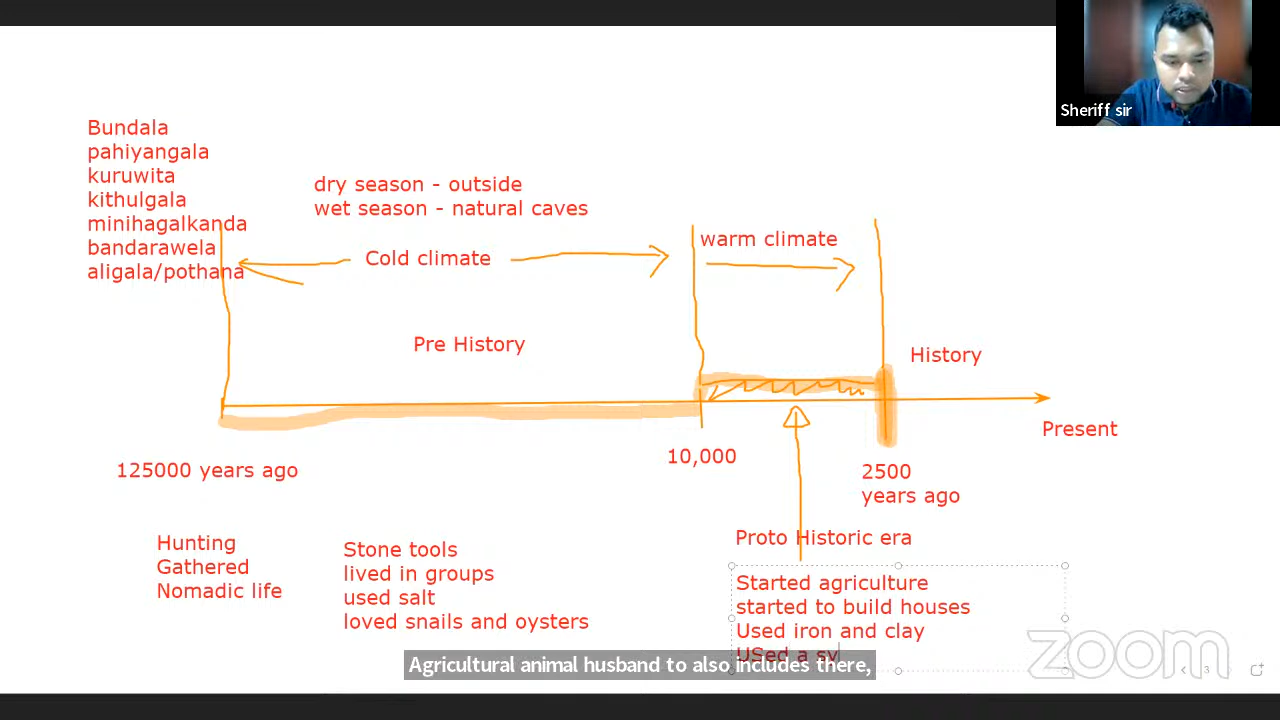 Sheriff sir
Bundala
pahiyangala
kuruwita
kithulgala
minihagalkanda
bandarawela
aligala/pothana
dry season - outside
wet season - natural caves
Cold climate
warm climate
Pre History
History
Present
125000 years ago
10,000
2500
years ago
Hunting
Gathered
Nomadic life
Stone tools
lived in groups
used salt
loved snails and oysters
Proto Historic era
Started agriculture
started to build houses
Used iron and clay
USed a sy
Agricultural animal husband to also includes there,
zoom
3